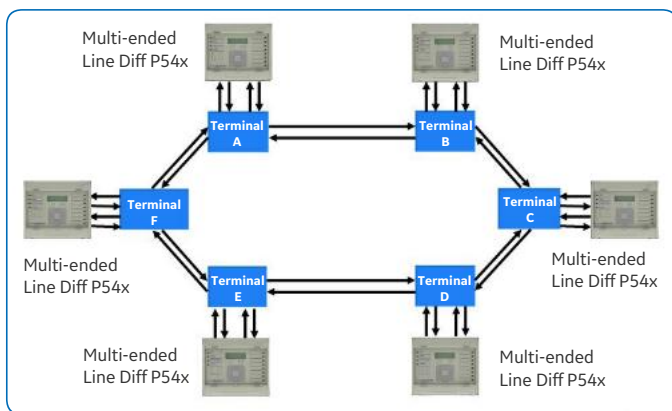 Multi-ended
Line Diff P54x
Multi-ended
Line Diff P54x
Terminal
A
Terminal
B
Terminal
F
Terminal
C
Multi-ended
Line Diff P54x
Multi-ended
Line Diff P54x
Terminal
E
Terminal
D
Multi-ended
Line Diff P54x
Multi-ended
Line Diff P54x